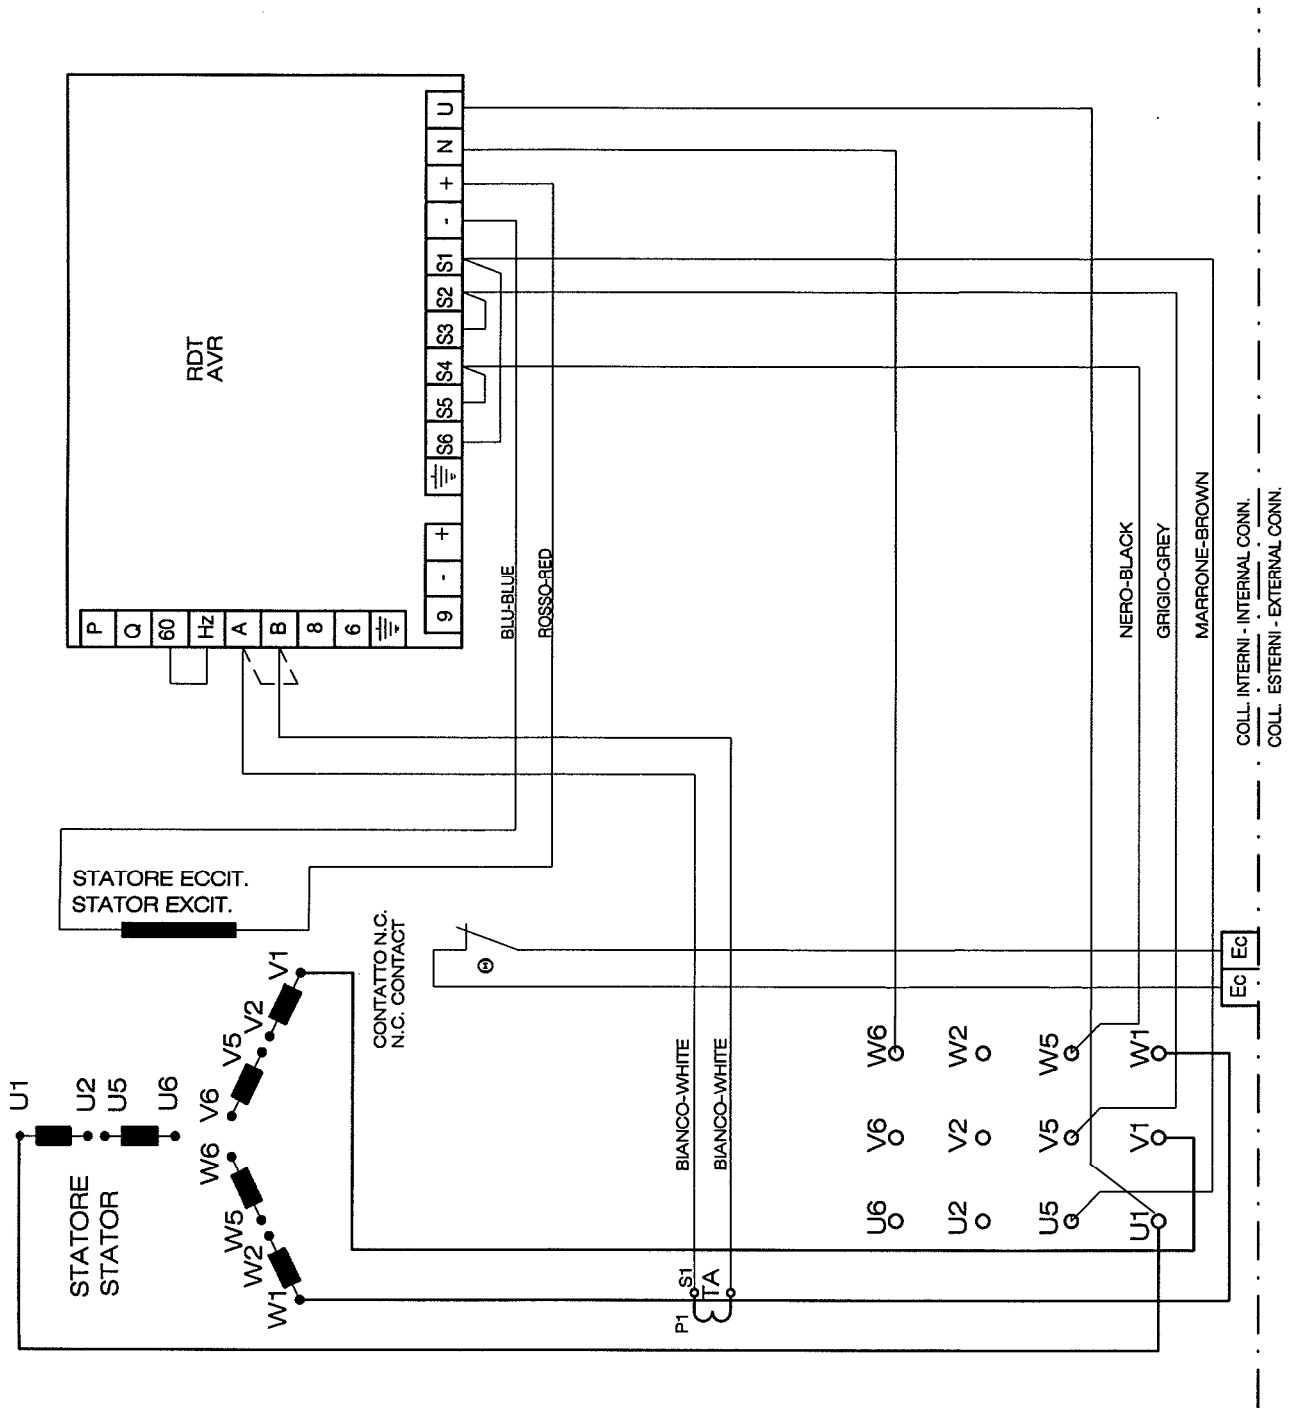 RDT
AVR
U
N
+
-
S1
S2
S3
S4
S5
S6
+
-
9
P
Q
60
Hz
A
B
8
6
BLU-BLUE
ROSSO-RED
NERO-BLACK
GRIGIO-GREY
MARRONE-BROWN
COLL. INTERNI - INTERNAL CONN.
COLL. ESTERNI - EXTERNAL CONN.
STATORE ECCIT.
STATOR EXCIT.
CONTATTO N.C.
N.C. CONTACT
Θ
Ec
Ec
BIANCO-WHITE
BIANCO-WHITE
STATORE
STATOR
U1
U2
U5
U6
V1
V2
V5
V6
W6
W5
W2
W1
P1
S1
TA
W6
W2
W5
W1
V6
V2
V5
V1
U6
U2
U5
U1